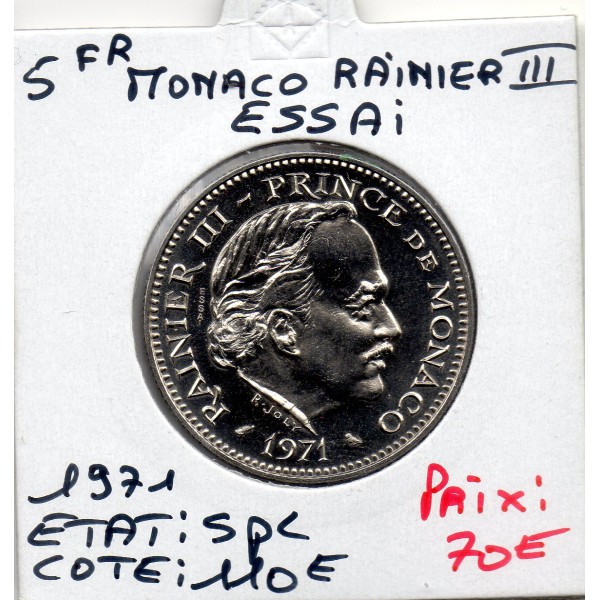 5 FR MONACO RAINIER III
ESSAi
RAINIER III - PRINCE DE MONACO
ESSAI
R. JOLY
1971
1971
ETAT: SPL
COTE: 110E
PRIX:
70E